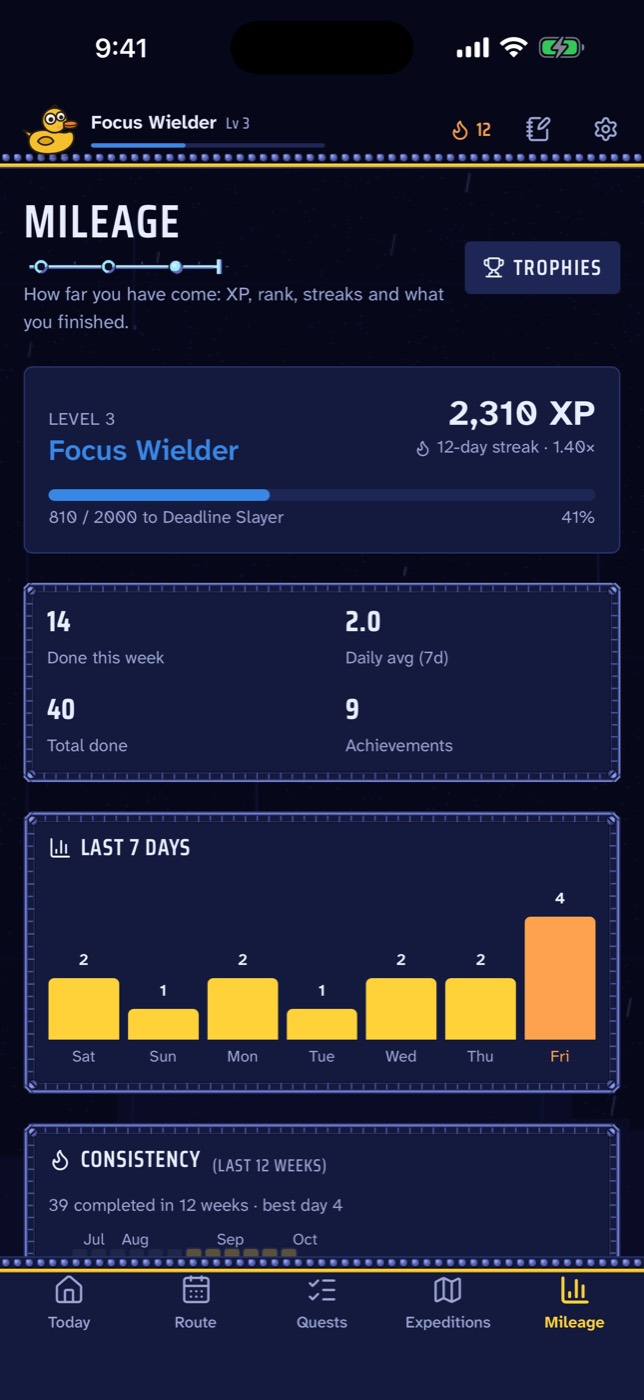 9:41
Focus Wielder Lv 3
12
MILEAGE
TROPHIES
How far you have come: XP, rank, streaks and what
you finished.
LEVEL 3
2,310 XP
Focus Wielder
12-day streak · 1.40×
810 / 2000 to Deadline Slayer
41%
14
2.0
Done this week
Daily avg (7d)
40
9
Total done
Achievements
LAST 7 DAYS
2
1
2
1
2
2
4
Sat
Sun
Mon
Tue
Wed
Thu
Fri
CONSISTENCY (LAST 12 WEEKS)
39 completed in 12 weeks · best day 4
Jul
Aug
Sep
Oct
Today
Route
Quests
Expeditions
Mileage